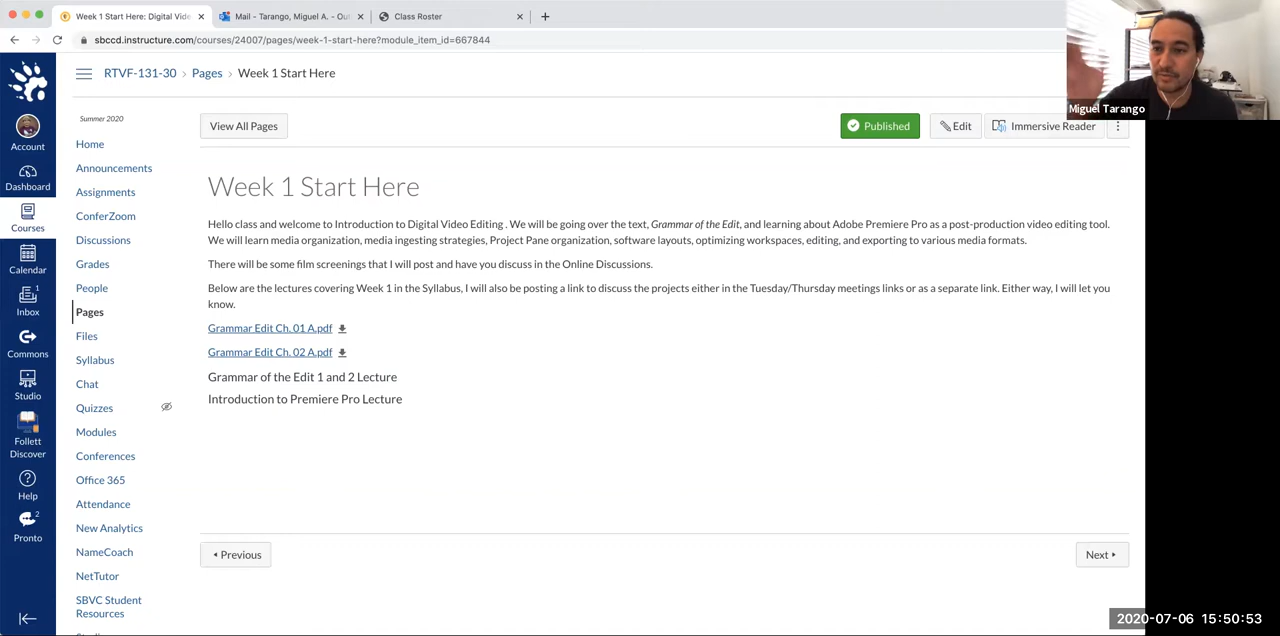 Week 1 Start Here: Digital Vide
Mail - Tarango, Miguel A. - Out
Class Roster
sbccd.instructure.com/courses/24007/pages/week-1-start-here?module_item_id=667844
Miguel Tarango
RTVF-131-30 > Pages > Week 1 Start Here
Account
Dashboard
Courses
Calendar
1
Inbox
Commons
Studio
Follett
Discover
Help
2
Pronto
Summer 2020
Home
Announcements
Assignments
ConferZoom
Discussions
Grades
People
Pages
Files
Syllabus
Chat
Quizzes
Modules
Conferences
Office 365
Attendance
New Analytics
NameCoach
NetTutor
SBVC Student
Resources
View All Pages
Published
Edit
Immersive Reader
Week 1 Start Here
Hello class and welcome to Introduction to Digital Video Editing . We will be going over the text, Grammar of the Edit, and learning about Adobe Premiere Pro as a post-production video editing tool.
We will learn media organization, media ingesting strategies, Project Pane organization, software layouts, optimizing workspaces, editing, and exporting to various media formats.
There will be some film screenings that I will post and have you discuss in the Online Discussions.
Below are the lectures covering Week 1 in the Syllabus, I will also be posting a link to discuss the projects either in the Tuesday/Thursday meetings links or as a separate link. Either way, I will let you
know.
Grammar Edit Ch. 01 A.pdf
Grammar Edit Ch. 02 A.pdf
Grammar of the Edit 1 and 2 Lecture
Introduction to Premiere Pro Lecture
Previous
Next
2020-07-06 15:50:53